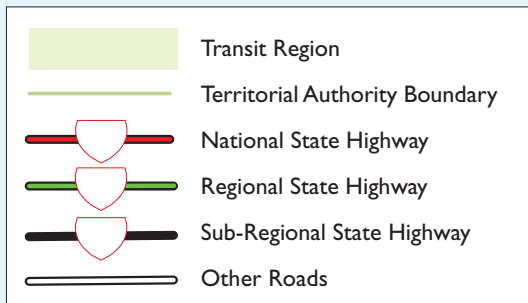 Transit Region
Territorial Authority Boundary
National State Highway
Regional State Highway
Sub-Regional State Highway
Other Roads